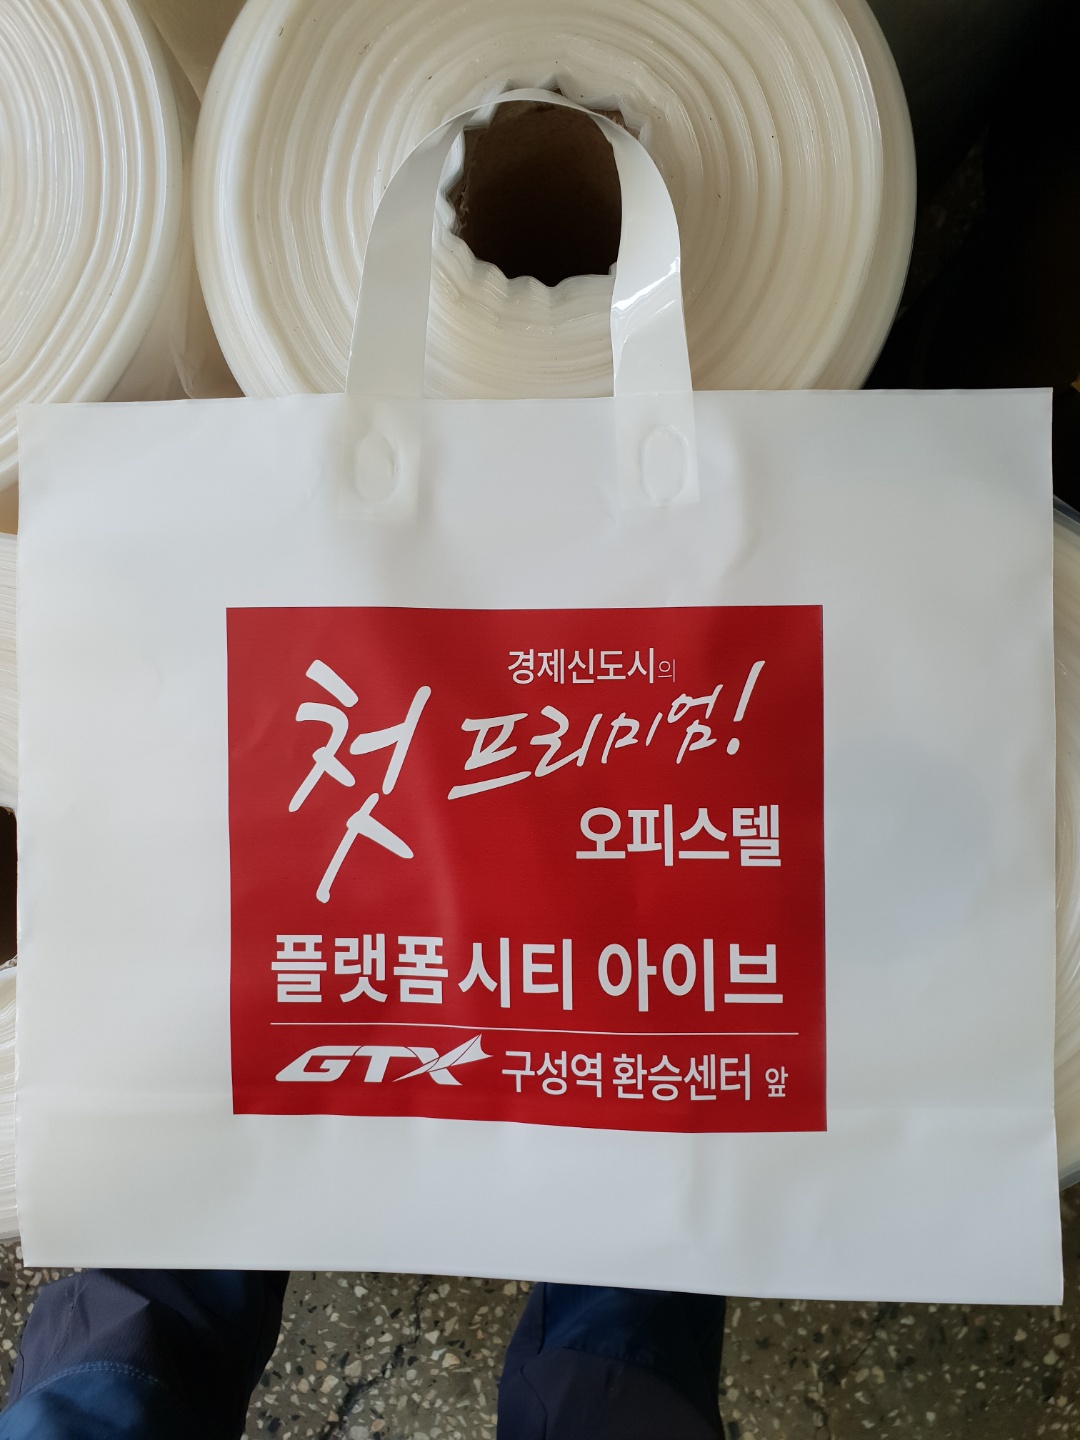 경제신도시의
첫 프리미엄!
오피스텔
플랫폼시티 아이브
GTX 구성역 환승센터 앞